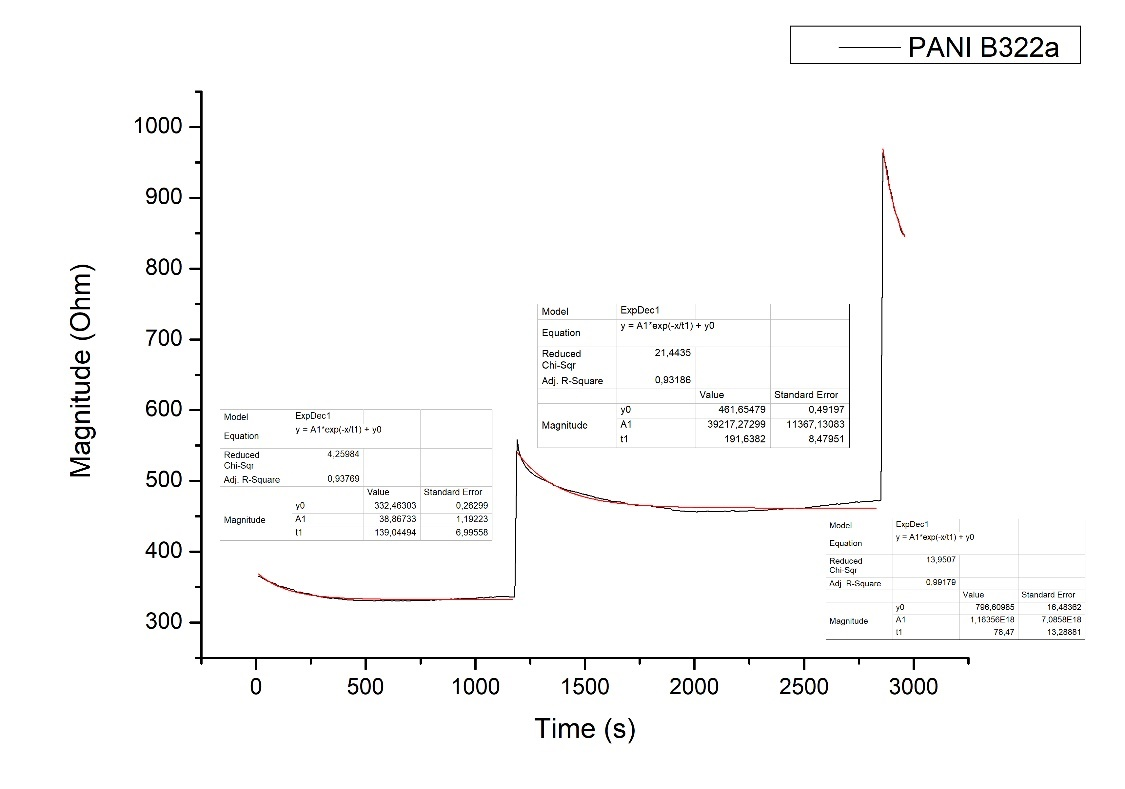 PANI B322a
1000
900
800
700
600
500
400
300
Magnitude (Ohm)
0 500 1000 1500 2000 2500 3000
Time (s)
Model ExpDec1
Equation y = A1*exp(-x/t1) + y0
Reduced Chi-Sqr 4,25984
Adj. R-Square 0,93769
Value Standard Error
Magnitude y0 332,46303 0,26299
A1 38,86733 1,19223
t1 139,04494 6,99558
Model ExpDec1
Equation y = A1*exp(-x/t1) + y0
Reduced Chi-Sqr 21,4435
Adj. R-Square 0,93186
Value Standard Error
Magnitude y0 461,65479 0,49197
A1 39217,27299 11367,13083
t1 191,6382 8,47951
Model ExpDec1
Equation y = A1*exp(-x/t1) + y0
Reduced Chi-Sqr 13,9507
Adj. R-Square 0,99179
Value Standard Error
Magnitude y0 796,60985 16,48362
A1 1,16356E18 7,0858E18
t1 78,47 13,28881